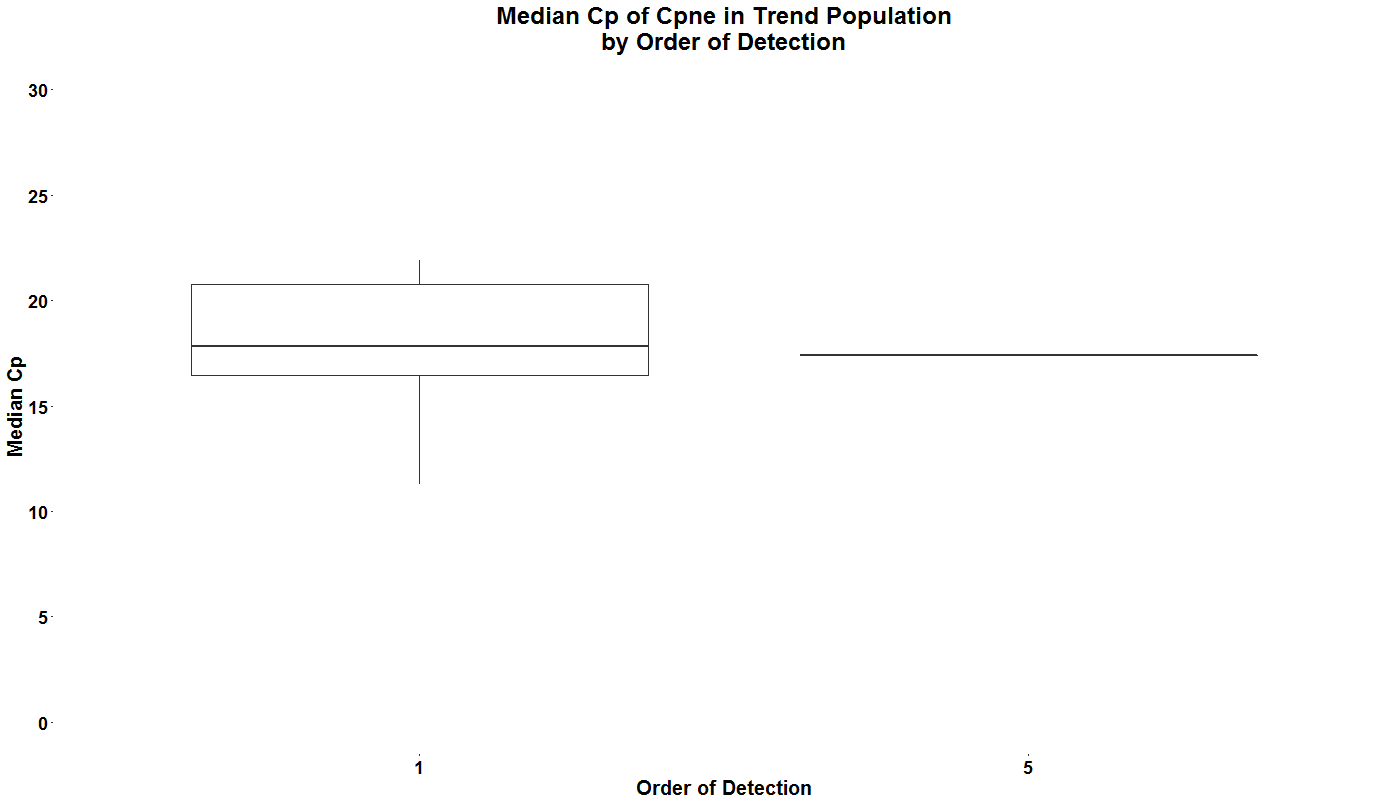 Median Cp of Cpne in Trend Population
by Order of Detection
30
25
20
15
10
5
0
Median Cp
1
5
Order of Detection